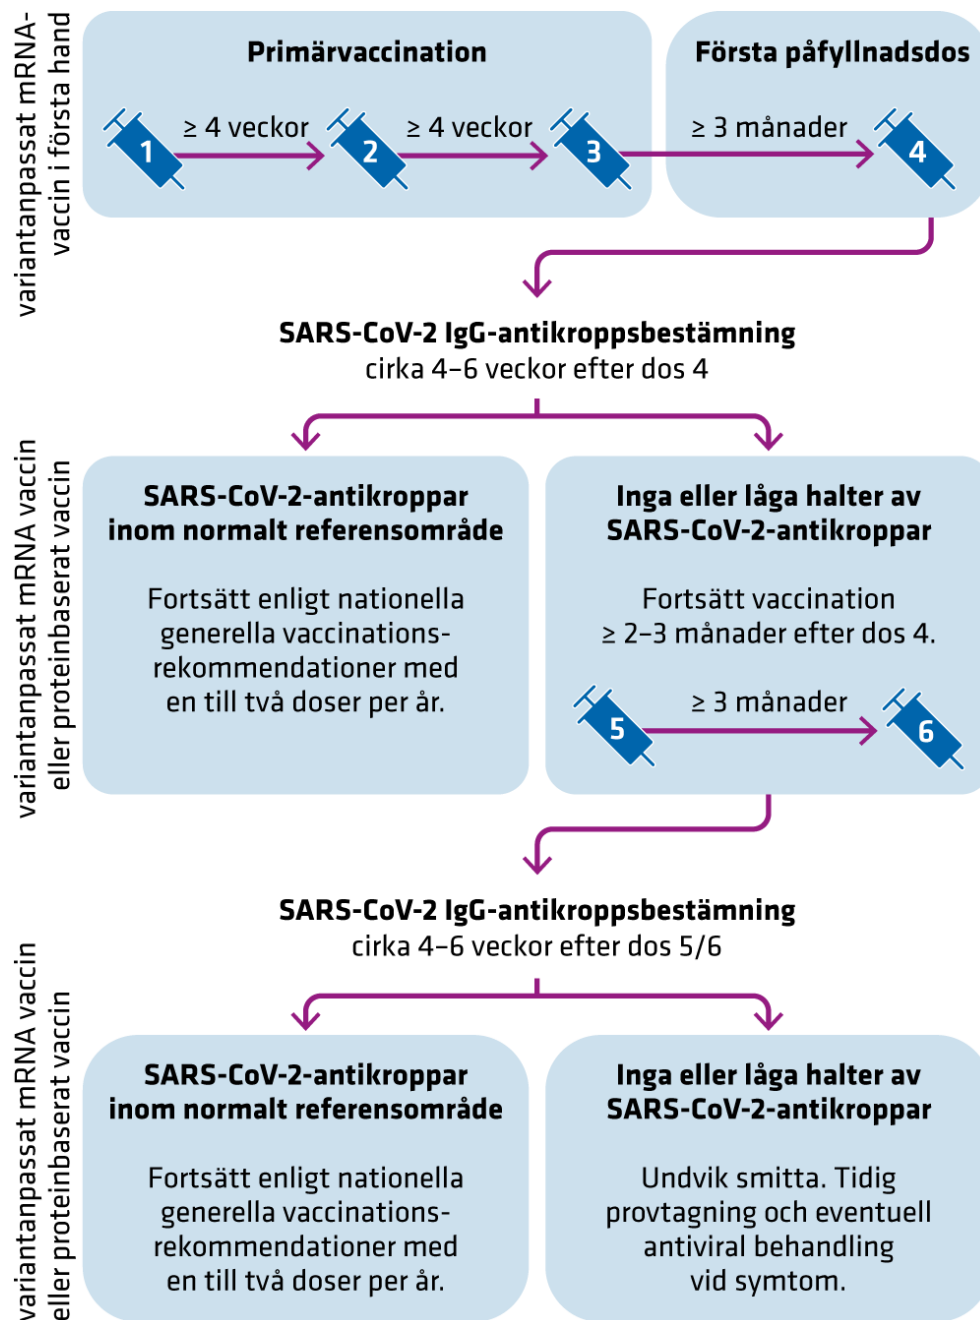 variantanpassat mRNA-
vaccin i första hand
Primärvaccination
Första påfyllnadsdos
1
≥ 4 veckor
2
≥ 4 veckor
3
≥ 3 månader
4
SARS-CoV-2 IgG-antikroppsbestämning
cirka 4–6 veckor efter dos 4
variantanpassat mRNA vaccin
eller proteinbaserat vaccin
SARS-CoV-2-antikroppar
inom normalt referensområde
Fortsätt enligt nationella
generella vaccinations-
rekommendationer med
en till två doser per år.
Inga eller låga halter av
SARS-CoV-2-antikroppar
Fortsätt vaccination
≥ 2–3 månader efter dos 4.
5
≥ 3 månader
6
SARS-CoV-2 IgG-antikroppsbestämning
cirka 4–6 veckor efter dos 5/6
variantanpassat mRNA vaccin
eller proteinbaserat vaccin
SARS-CoV-2-antikroppar
inom normalt referensområde
Fortsätt enligt nationella
generella vaccinations-
rekommendationer med
en till två doser per år.
Inga eller låga halter av
SARS-CoV-2-antikroppar
Undvik smitta. Tidig
provtagning och eventuell
antiviral behandling
vid symtom.